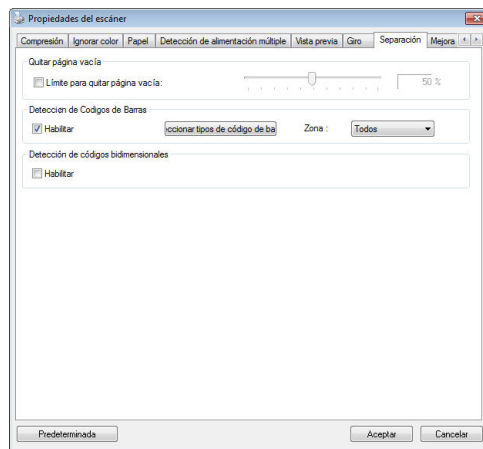 Propiedades del escáner
Compresión Ignorar color Papel Detección de alimentación múltiple Vista previa Giro Separación Mejora
Quitar página vacía
Límite para quitar página vacía: 50 %
Detección de Codigos de Barras
Habilitar ccionar tipos de código de ba Zona : Todos
Detección de códigos bidimensionales
Habilitar
Predeterminada Aceptar Cancelar